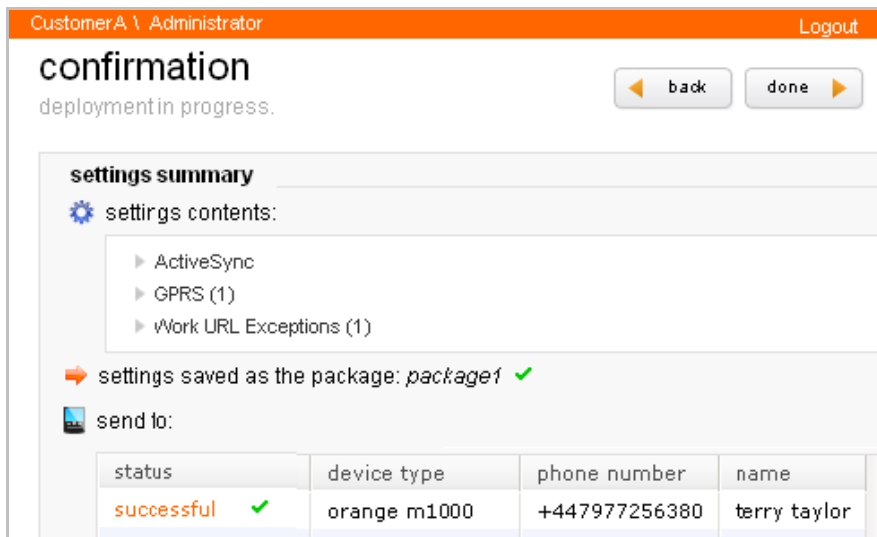 CustomerA \ Administrator Logout
confirmation
back done
deployment in progress.
settings summary
settings contents:
ActiveSync
GPRS (1)
Work URL Exceptions (1)
settings saved as the package: package1
send to:
status device type phone number name
successful orange m1000 +447977256380 terry taylor